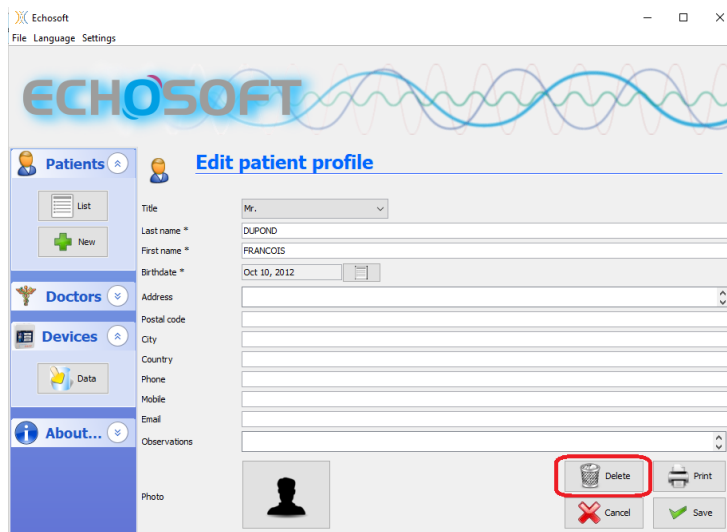 Echosoft
File Language Settings
ECHOSOFT
Patients
List
New
Doctors
Devices
Data
About...
Edit patient profile
Title Mr.
Last name * DUPOND
First name * FRANCOIS
Birthdate * Oct 10, 2012
Address
Postal code
City
Country
Phone
Mobile
Email
Observations
Photo
Delete Print
Cancel Save